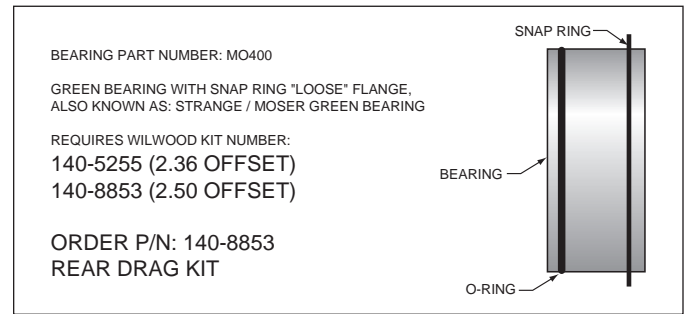 BEARING PART NUMBER: MO400
GREEN BEARING WITH SNAP RING "LOOSE" FLANGE,
ALSO KNOWN AS: STRANGE / MOSER GREEN BEARING
REQUIRES WILWOOD KIT NUMBER:
140-5255 (2.36 OFFSET)
140-8853 (2.50 OFFSET)
ORDER P/N: 140-8853
REAR DRAG KIT
SNAP RING
BEARING
O-RING